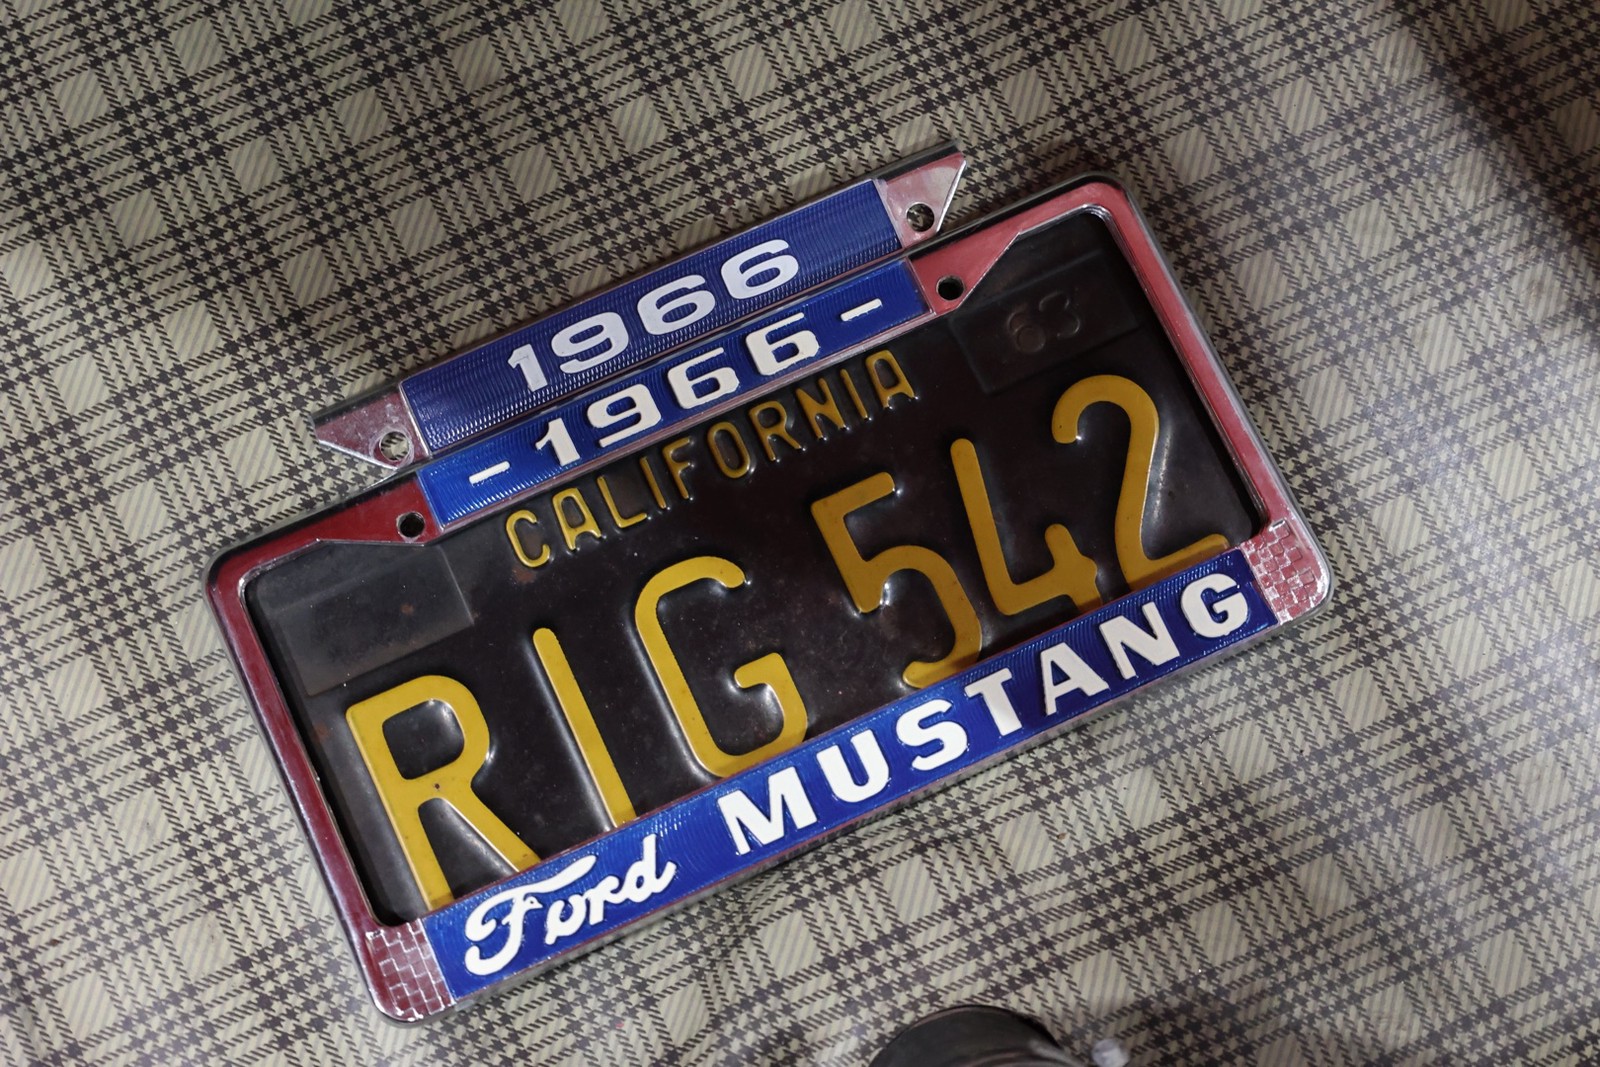 1966
-1966-
CALIFORNIA
63
RIG 542
Ford MUSTANG